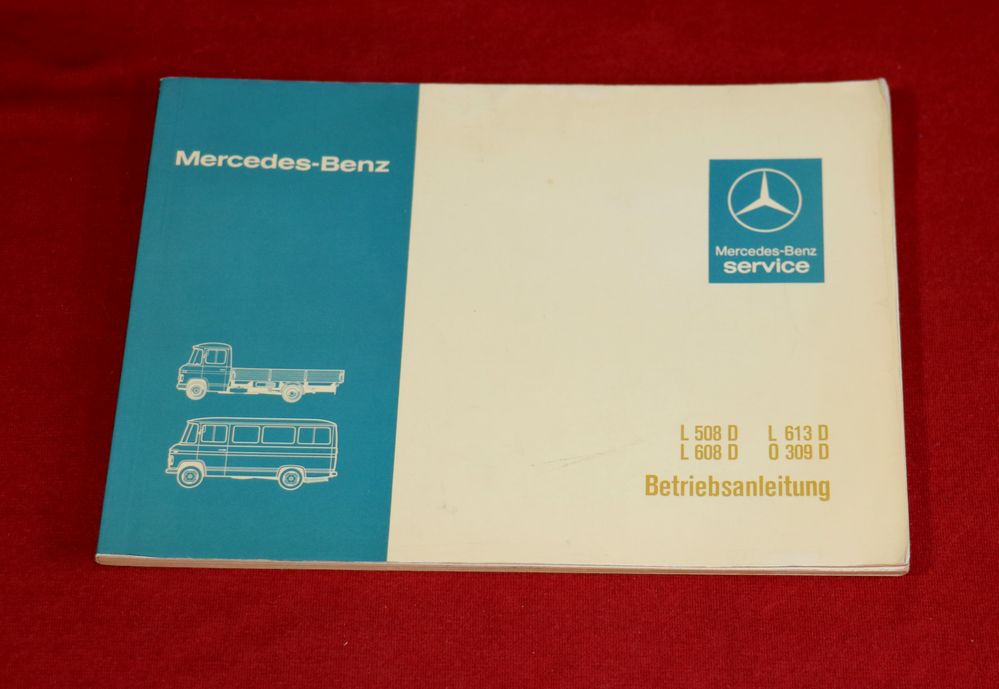 Mercedes-Benz
Mercedes-Benz
service
L 508 D L 613 D
L 608 D O 309 D
Betriebsanleitung